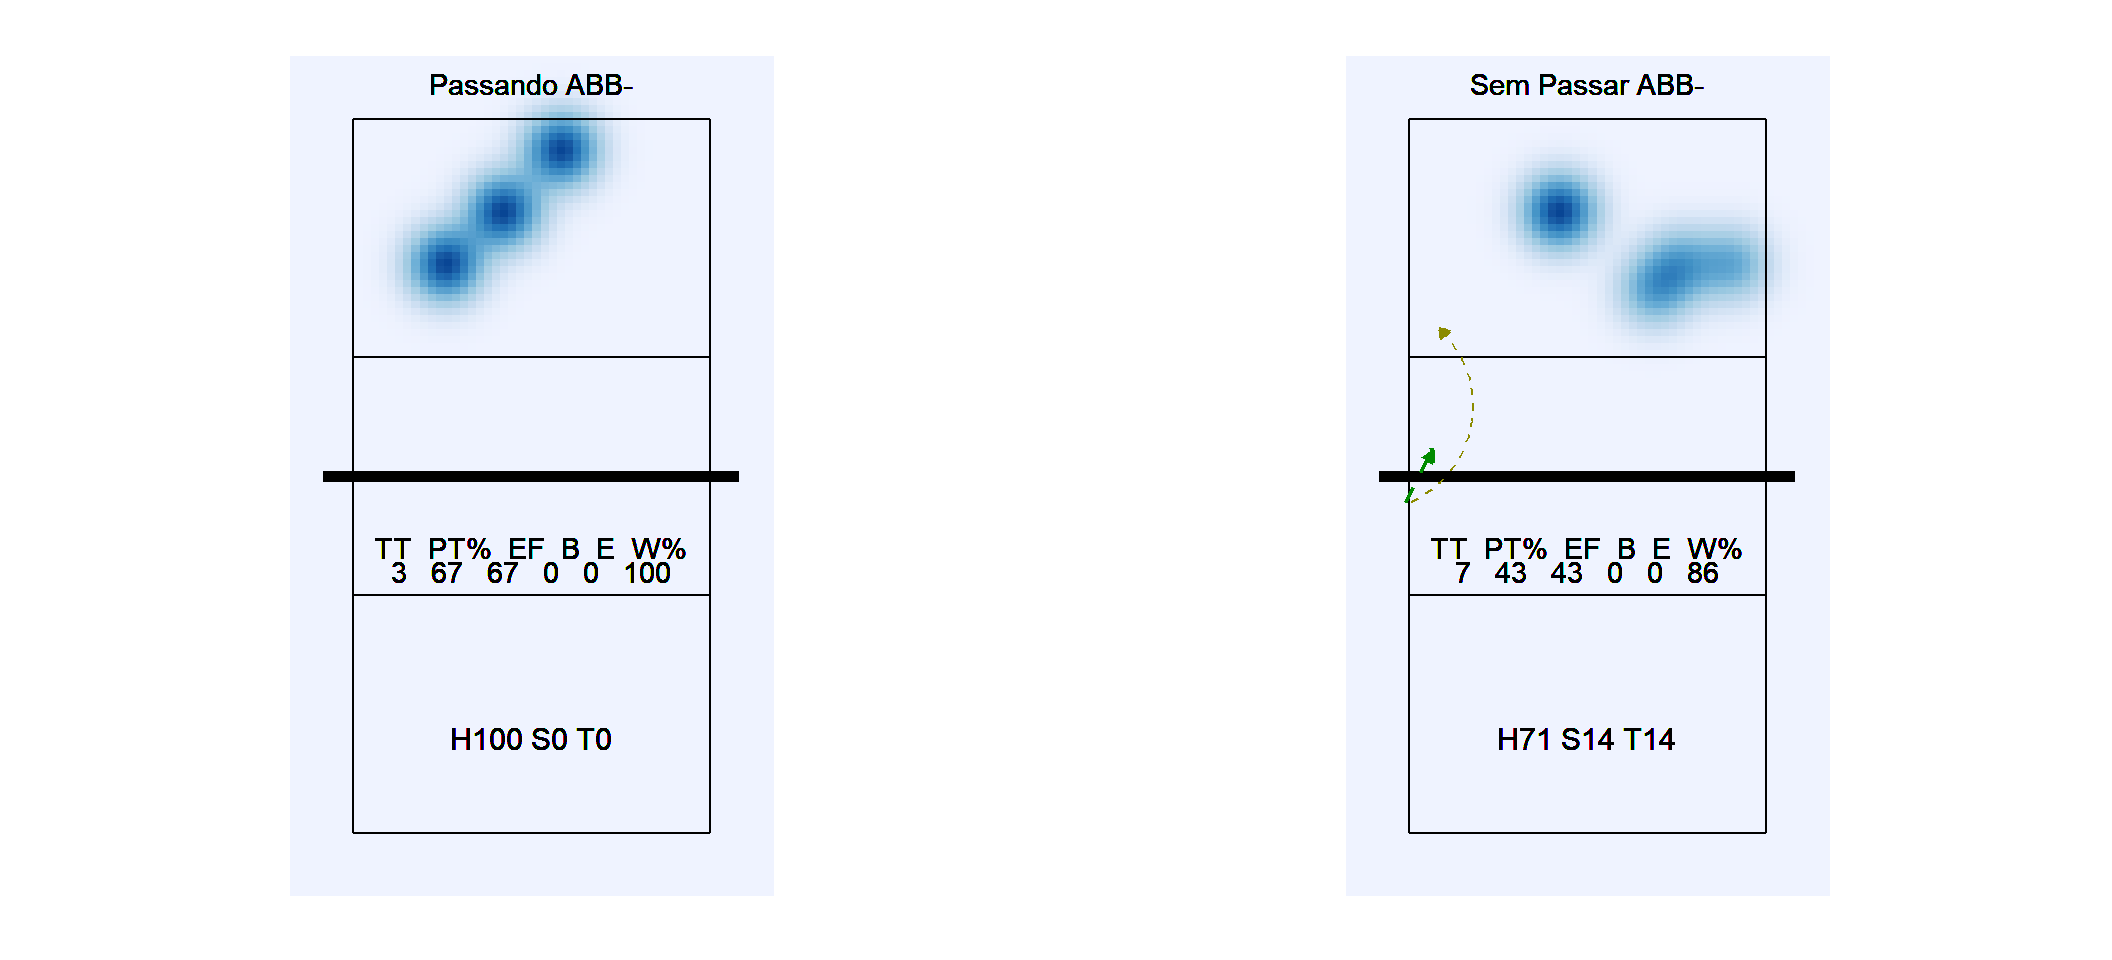 Passando ABB-
TT PT% EF B E W%
3 67 67 0 0 100
H100 S0 T0
Sem Passar ABB-
TT PT% EF B E W%
7 43 43 0 0 86
H71 S14 T14